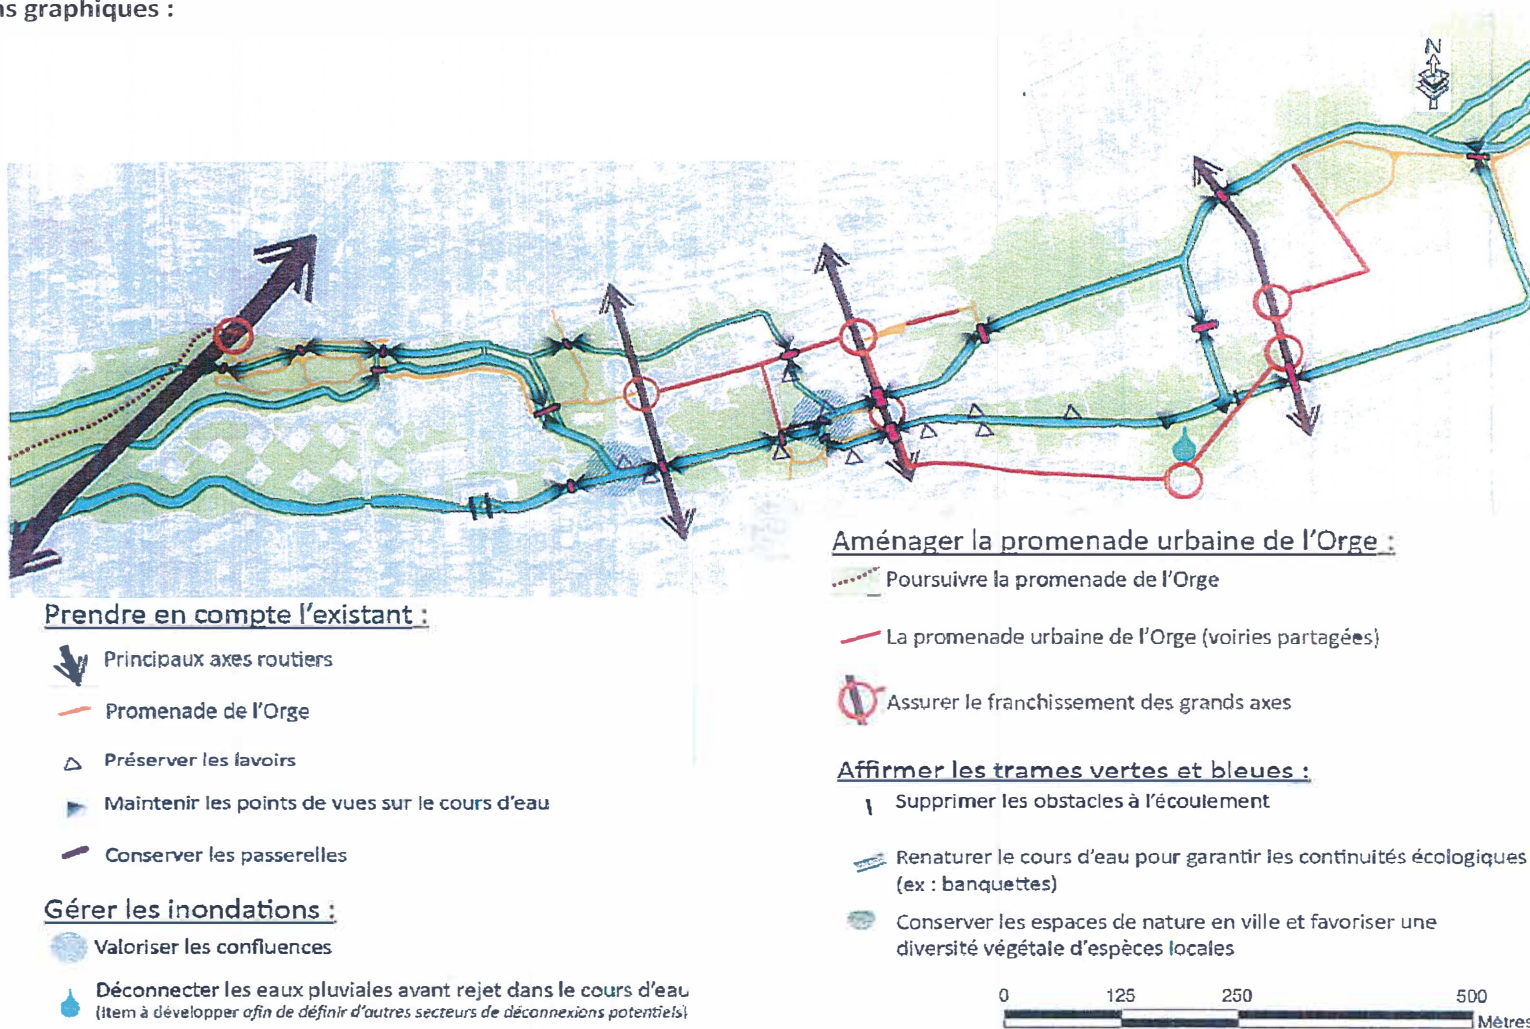 ns graphiques :
N
Prendre en compte l'existant :
Principaux axes routiers
Promenade de l'Orge
Préserver les lavoirs
Maintenir les points de vues sur le cours d'eau
Conserver les passerelles
Gérer les inondations :
Valoriser les confluences
Déconnecter les eaux pluviales avant rejet dans le cours d'eau
(Item à développer afin de définir d'autres secteurs de déconnexions potentiels)
Aménager la promenade urbaine de l'Orge :
Poursuivre la promenade de l'Orge
La promenade urbaine de l'Orge (voiries partagées)
Assurer le franchissement des grands axes
Affirmer les trames vertes et bleues :
Supprimer les obstacles à l'écoulement
Renaturer le cours d'eau pour garantir les continuités écologiques
(ex : banquettes)
Conserver les espaces de nature en ville et favoriser une
diversité végétale d'espèces locales
0 125 250 500
Mètres